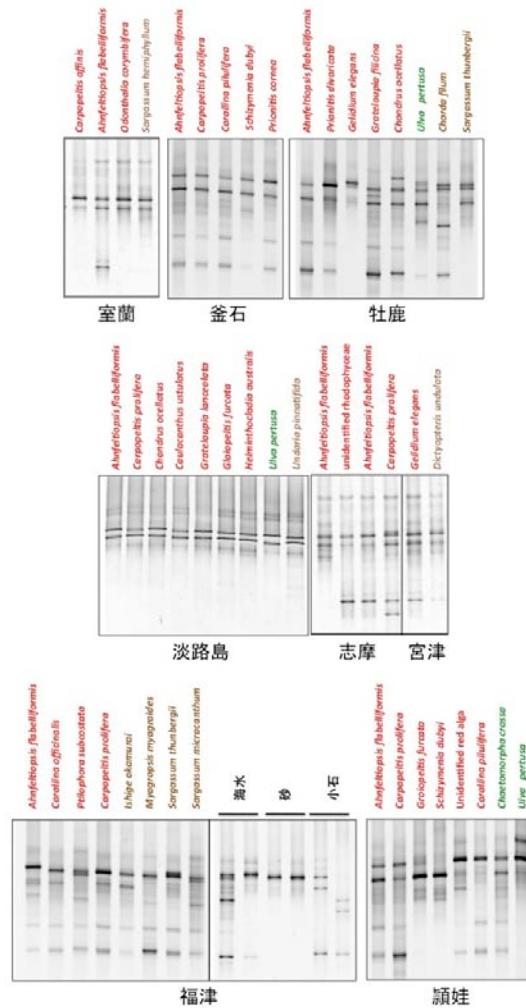 Carpopeltis affinis
Ahnfeltiopsis flabelliformis
Odonthalia corymbifera
Sargassum hemiphyllum
室蘭
Ahnfeltiopsis flabelliformis
Carpopeltis prolifera
Corallina pilulifera
Schizymenia dubyi
Prionitis cornea
釜石
Ahnfeltiopsis flabelliformis
Prionitis divaricata
Gelidium elegans
Grateloupia filicina
Chondrus ocellatus
Ulva pertusa
Chorda filum
Sargassum thunbergii
牡鹿
Ahnfeltiopsis flabelliformis
Carpopeltis prolifera
Chondrus ocellatus
Caulacanthus ustulatus
Grateloupia lanceolata
Gloiopeltis furcata
Helminthocladia australis
Ulva pertusa
Undaria pinnatifida
淡路島
Ahnfeltiopsis flabelliformis
unidentified rhodophyceae
Ahnfeltiopsis flabelliformis
Carpopeltis prolifera
志摩
Gelidium elegans
Dictyopteris undulata
宮津
Ahnfeltiopsis flabelliformis
Corallina officinalis
Ptilophora subcostata
Carpopeltis prolifera
Ishige okamurai
Myagropsis myagroides
Sargassum thunbergii
Sargassum micracanthum
海水
砂
小石
福津
Ahnfeltiopsis flabelliformis
Carpopeltis prolifera
Groiopeltis furcata
Schizymenia dubyi
Unidentified red alga
Corallina pilulifera
Chaetomorpha crassa
Ulva pertusa
頴娃